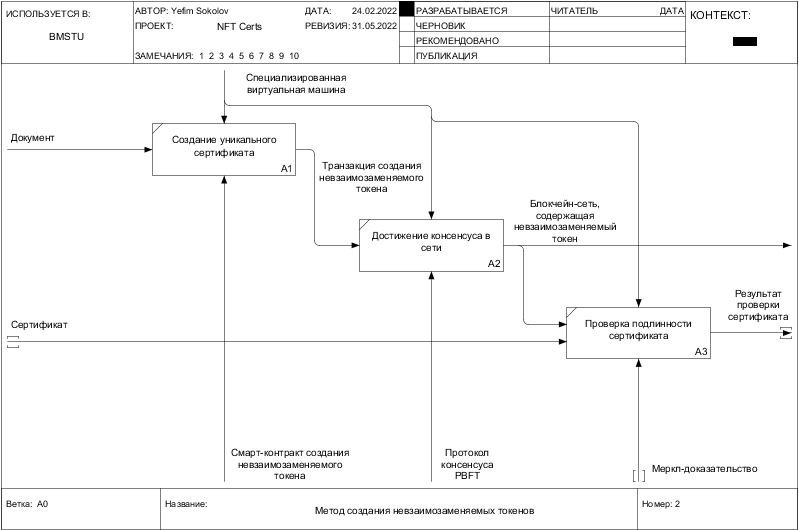 ИСПОЛЬЗУЕТСЯ В:
BMSTU
АВТОР: Yefim Sokolov
ДАТА: 24.02.2022
ПРОЕКТ: NFT Certs
РЕВИЗИЯ: 31.05.2022
ЗАМЕЧАНИЯ: 1 2 3 4 5 6 7 8 9 10
РАЗРАБАТЫВАЕТСЯ
ЧЕРНОВИК
РЕКОМЕНДОВАНО
ПУБЛИКАЦИЯ
ЧИТАТЕЛЬ
ДАТА
КОНТЕКСТ:
Специализированная
виртуальная машина
Документ
Создание уникального
сертификата
A1
Транзакция создания
невзаимозаменяемого
токена
Достижение консенсуса в
сети
A2
Блокчейн-сеть,
содержащая
невзаимозаменяемый
токен
Сертификат
Проверка подлинности
сертификата
A3
Результат
проверки
сертификата
Смарт-контракт создания
невзаимозаменяемого
токена
Протокол
консенсуса
PBFT
Меркл-доказательство
Ветка: A0
Название:
Метод создания невзаимозаменяемых токенов
Номер: 2